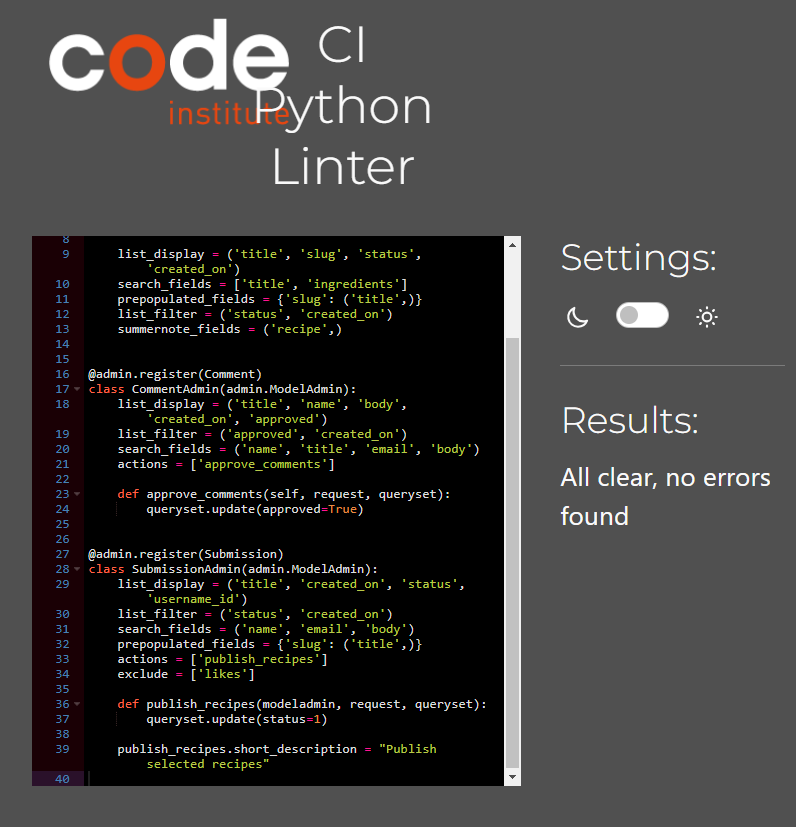 code
institute
CI
Python
Linter
8
9 list_display = ('title', 'slug', 'status',
'created_on')
10 search_fields = ['title', 'ingredients']
11 prepopulated_fields = {'slug': ('title',)}
12 list_filter = ('status', 'created_on')
13 summernote_fields = ('recipe',)
14
15
16 @admin.register(Comment)
17 class CommentAdmin(admin.ModelAdmin):
18 list_display = ('title', 'name', 'body',
'created_on', 'approved')
19 list_filter = ('approved', 'created_on')
20 search_fields = ('name', 'title', 'email', 'body')
21 actions = ['approve_comments']
22
23 def approve_comments(self, request, queryset):
24 queryset.update(approved=True)
25
26
27 @admin.register(Submission)
28 class SubmissionAdmin(admin.ModelAdmin):
29 list_display = ('title', 'created_on', 'status',
'username_id')
30 list_filter = ('status', 'created_on')
31 search_fields = ('name', 'email', 'body')
32 prepopulated_fields = {'slug': ('title',)}
33 actions = ['publish_recipes']
34 exclude = ['likes']
35
36 def publish_recipes(modeladmin, request, queryset):
37 queryset.update(status=1)
38
39 publish_recipes.short_description = "Publish
selected recipes"
40
Settings:
Results:
All clear, no errors
found